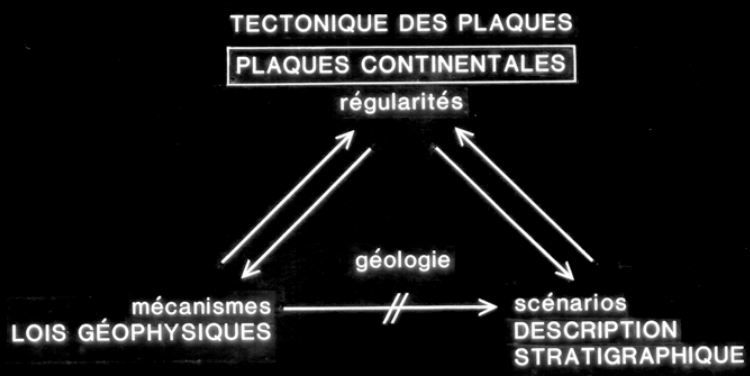 TECTONIQUE DES PLAQUES
PLAQUES CONTINENTALES
régularités
géologie
mécanismes
LOIS GÉOPHYSIQUES
scénarios
DESCRIPTION
STRATIGRAPHIQUE